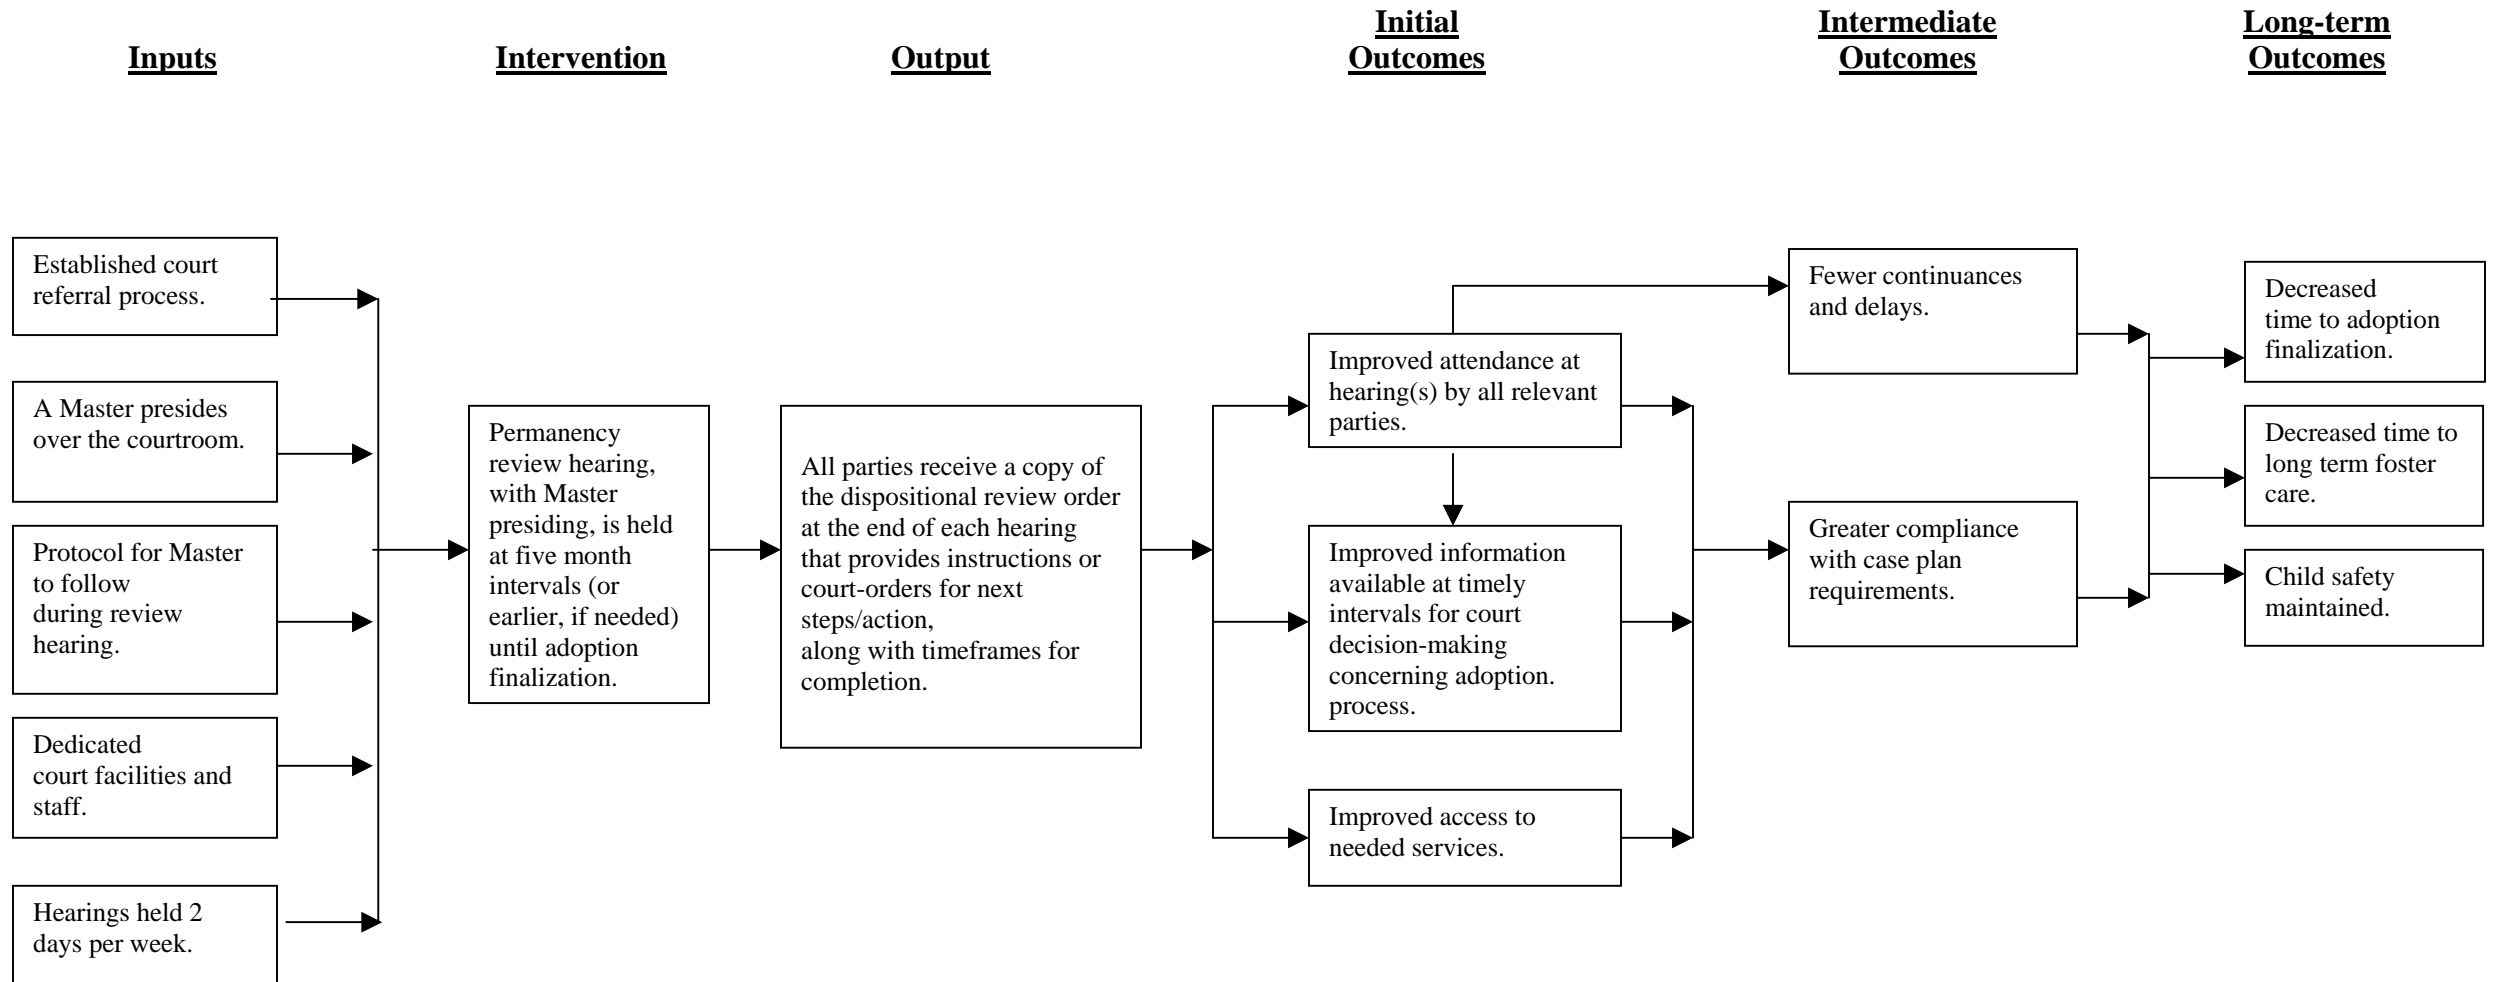 Inputs
Intervention
Output
Initial
Outcomes
Intermediate
Outcomes
Long-term
Outcomes
Established court
referral process.
A Master presides
over the courtroom.
Protocol for Master
to follow
during review
hearing.
Dedicated
court facilities and
staff.
Hearings held 2
days per week.
Permanency
review hearing,
with Master
presiding, is held
at five month
intervals (or
earlier, if needed)
until adoption
finalization.
All parties receive a copy of
the dispositional review order
at the end of each hearing
that provides instructions or
court-orders for next
steps/action,
along with timeframes for
completion.
Improved attendance at
hearing(s) by all relevant
parties.
Improved information
available at timely
intervals for court
decision-making
concerning adoption.
process.
Improved access to
needed services.
Fewer continuances
and delays.
Greater compliance
with case plan
requirements.
Decreased
time to adoption
finalization.
Decreased time to
long term foster
care.
Child safety
maintained.